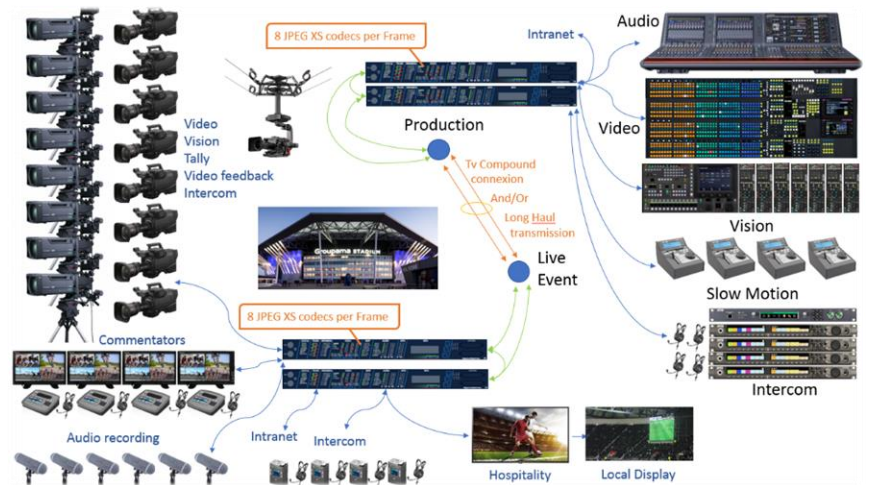 8 JPEG XS codecs per Frame
Intranet
Audio
Production
Video
Video
Vision
Tally
Video feedback
Intercom
Tv Compound
connexion
And/Or
Long Haul
transmission
Vision
Groupama STADIUM
Live
Event
Slow Motion
8 JPEG XS codecs per Frame
Commentators
Intercom
Audio recording
Intranet
Intercom
Hospitality
Local Display